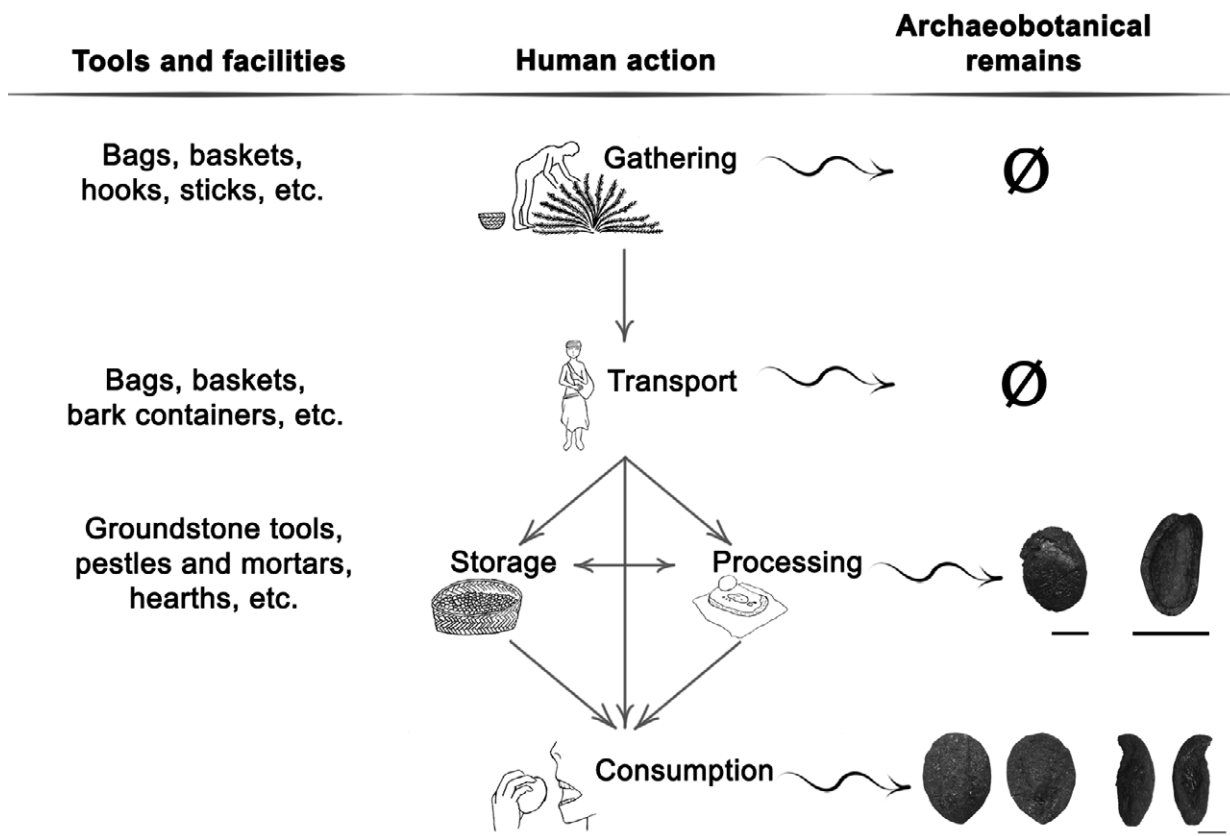 Tools and facilities
Human action
Archaeobotanical
remains
Bags, baskets,
hooks, sticks, etc.
Gathering
Ø
Bags, baskets,
bark containers, etc.
Transport
Ø
Groundstone tools,
pestles and mortars,
hearths, etc.
Storage
Processing
Consumption